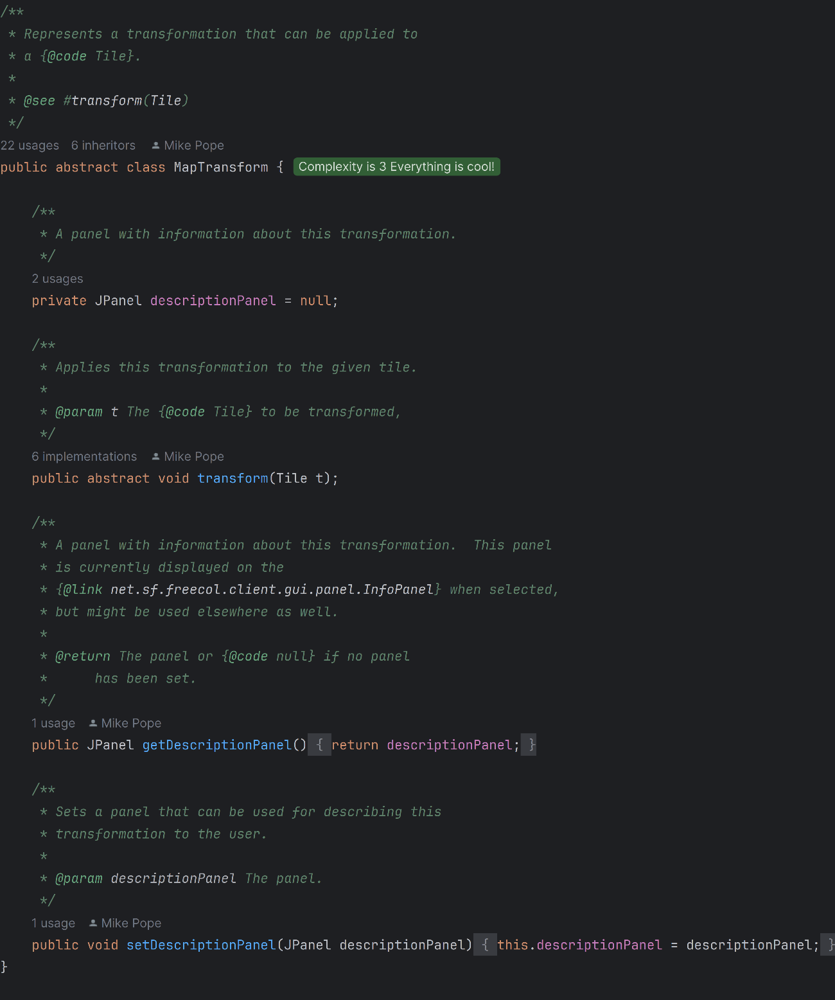 /**
 * Represents a transformation that can be applied to
 * a {@code Tile}.
 *
 * @see #transform(Tile)
 */
22 usages   6 inheritors   Mike Pope
public abstract class MapTransform {  Complexity is 3 Everything is cool!
    /**
     * A panel with information about this transformation.
     */
    2 usages
    private JPanel descriptionPanel = null;
    /**
     * Applies this transformation to the given tile.
     *
     * @param t The {@code Tile} to be transformed,
     */
    6 implementations   Mike Pope
    public abstract void transform(Tile t);
    /**
     * A panel with information about this transformation.  This panel
     * is currently displayed on the
     * {@link net.sf.freecol.client.gui.panel.InfoPanel} when selected,
     * but might be used elsewhere as well.
     *
     * @return The panel or {@code null} if no panel
     *      has been set.
     */
    1 usage   Mike Pope
    public JPanel getDescriptionPanel() { return descriptionPanel; }
    /**
     * Sets a panel that can be used for describing this
     * transformation to the user.
     *
     * @param descriptionPanel The panel.
     */
    1 usage   Mike Pope
    public void setDescriptionPanel(JPanel descriptionPanel) { this.descriptionPanel = descriptionPanel; }
}